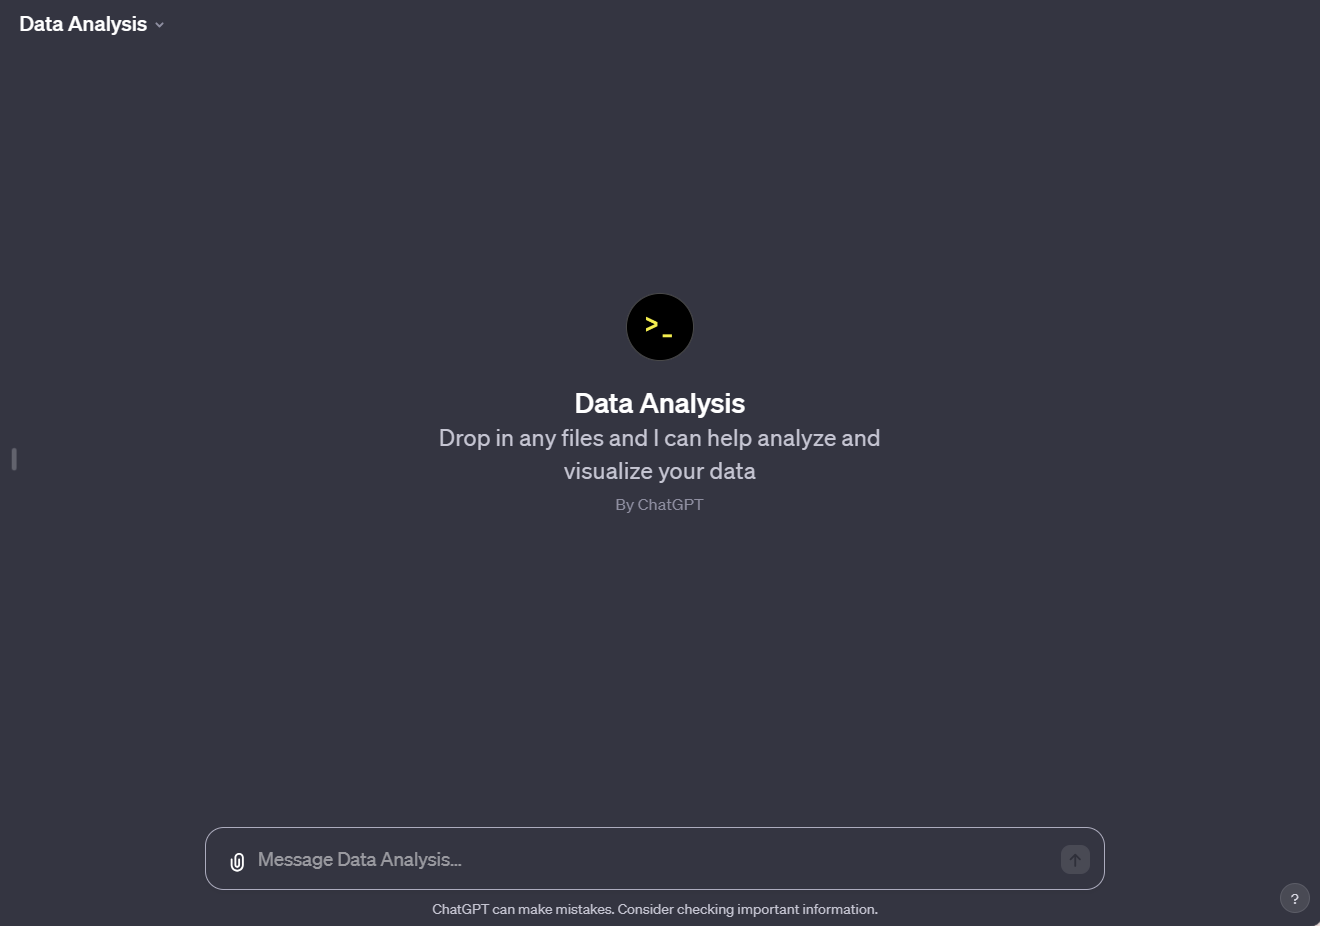 Data Analysis
>_
Data Analysis
Drop in any files and I can help analyze and
visualize your data
By ChatGPT
Message Data Analysis...
ChatGPT can make mistakes. Consider checking important information.
?